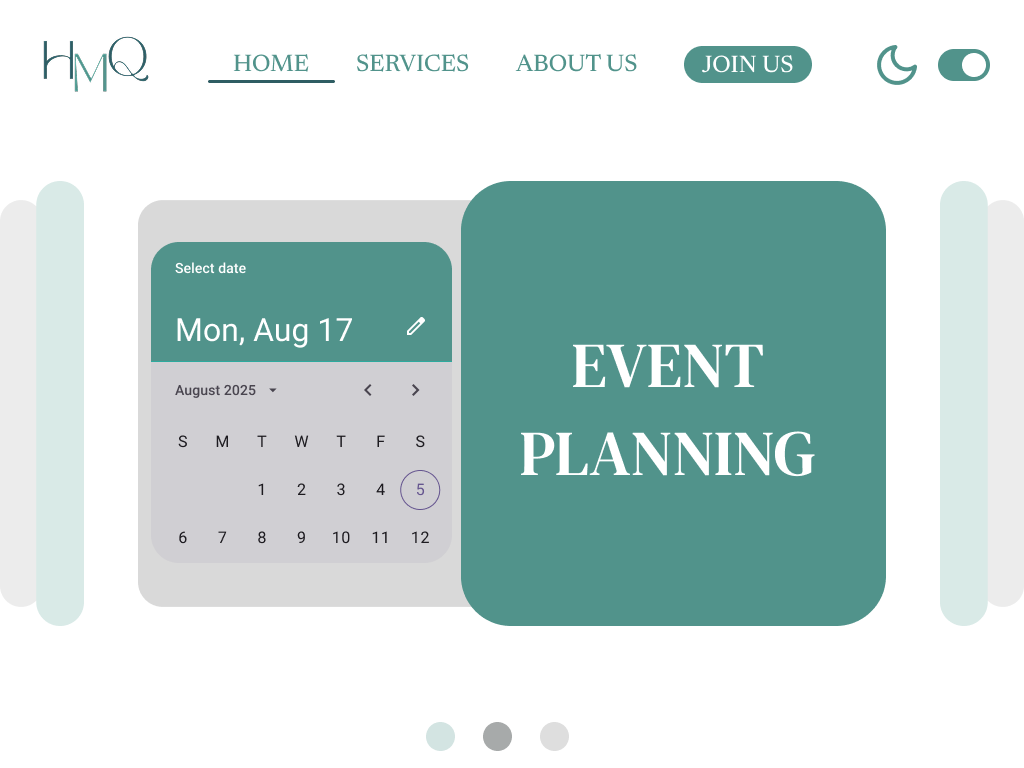 HMQ
HOME SERVICES ABOUT US JOIN US
Select date
Mon, Aug 17
August 2025
S M T W T F S
1 2 3 4 5
6 7 8 9 10 11 12
EVENT
PLANNING